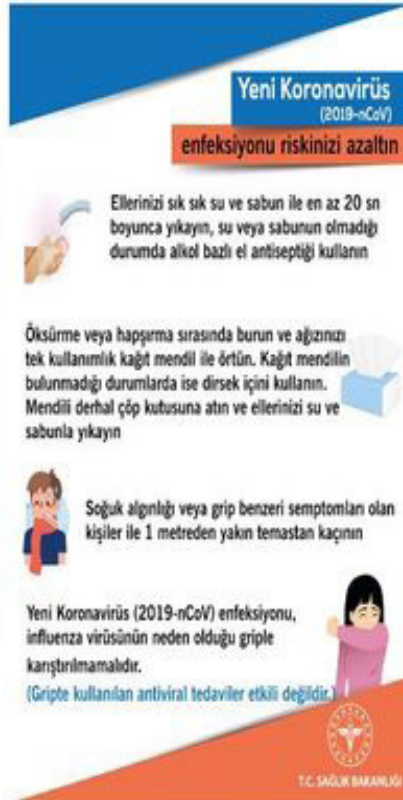 Yeni Koronavirüs
(2019-nCoV)
enfeksiyonu riskinizi azaltın
Ellerinizi sık sık su ve sabun ile en az 20 sn
boyunca yıkayın, su veya sabunun olmadığı
durumda alkol bazlı el antiseptiği kullanın
Öksürme veya hapşırma sırasında burun ve ağızınızı
tek kullanımlık kağıt mendil ile örtün. Kağıt mendilin
bulunmadığı durumlarda ise dirsek içini kullanın.
Mendili derhal çöp kutusuna atın ve ellerinizi su ve
sabunla yıkayın
Soğuk algınlığı veya grip benzeri semptomları olan
kişiler ile 1 metreden yakın temastan kaçının
Yeni Koronavirüs (2019-nCoV) enfeksiyonu,
influenza virüsünün neden olduğu griple
karıştırılmamalıdır.
(Gripte kullanılan antiviral tedaviler etkili değildir.)
T.C. SAĞLIK BAKANLIĞI